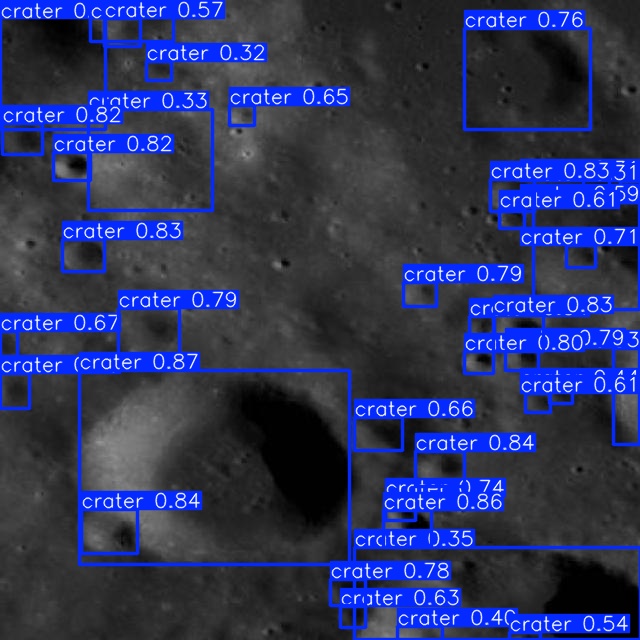 crater 0.57
crater 0.76
crater 0.32
crater 0.65
crater 0.33
crater 0.82
crater 0.82
crater 0.83
crater 0.61
crater 0.83
crater 0.71
crater 0.79
crater 0.79
crater 0.83
crater 0.67
crater 0.87
crater 0.61
crater 0.66
crater 0.84
crater 0.84
crater 0.86
crater 0.35
crater 0.78
crater 0.63
crater 0.54